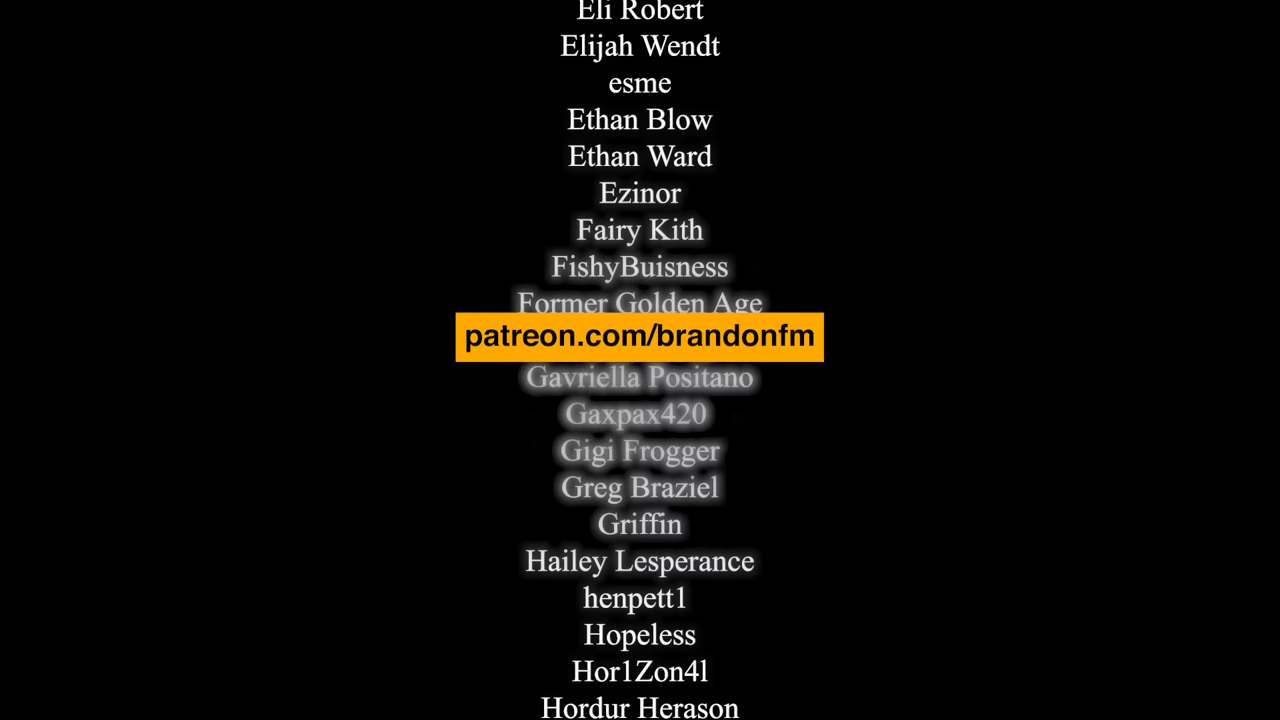 Eli Robert
Elijah Wendt
esme
Ethan Blow
Ethan Ward
Ezinor
Fairy Kith
FishyBuisness
Former Golden Age
patreon.com/brandonfm
Gavriella Positano
Gaxpax420
Gigi Frogger
Greg Braziel
Griffin
Hailey Lesperance
henpett1
Hopeless
Hor1Zon4l
Hordur Herason